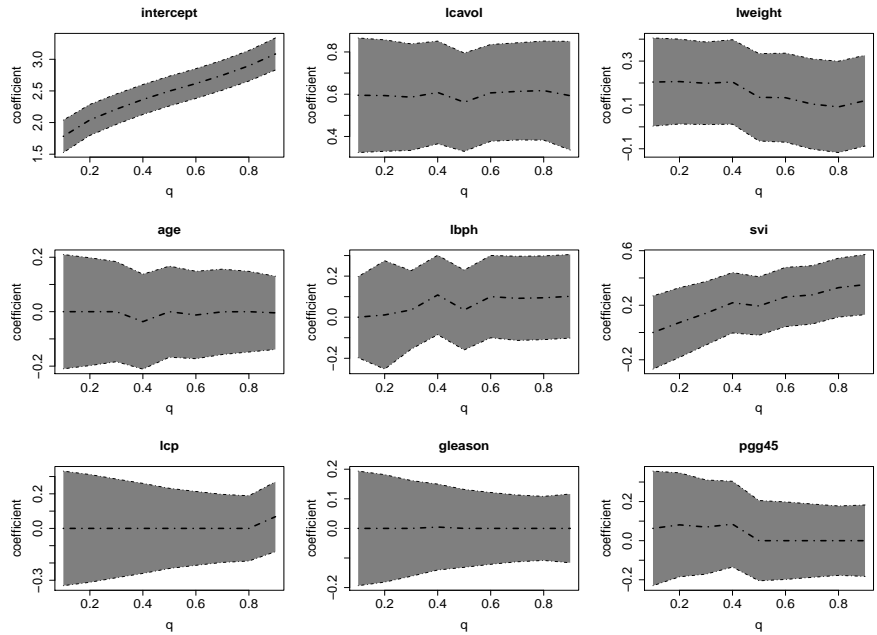 intercept
lcavol
lweight
coefficient
1.5 2.0 2.5 3.0
0.2 0.4 0.6 0.8
q
coefficient
0.4 0.6 0.8
0.2 0.4 0.6 0.8
q
coefficient
−0.1 0.1 0.3
0.2 0.4 0.6 0.8
q
age
lbph
svi
coefficient
−0.2 0.0 0.2
0.2 0.4 0.6 0.8
q
coefficient
−0.2 0.0 0.2
0.2 0.4 0.6 0.8
q
coefficient
−0.2 0.2 0.6
0.2 0.4 0.6 0.8
q
lcp
gleason
pgg45
coefficient
−0.3 0.0 0.2
0.2 0.4 0.6 0.8
q
coefficient
−0.2 0.0 0.1 0.2
0.2 0.4 0.6 0.8
q
coefficient
−0.2 0.0 0.2
0.2 0.4 0.6 0.8
q